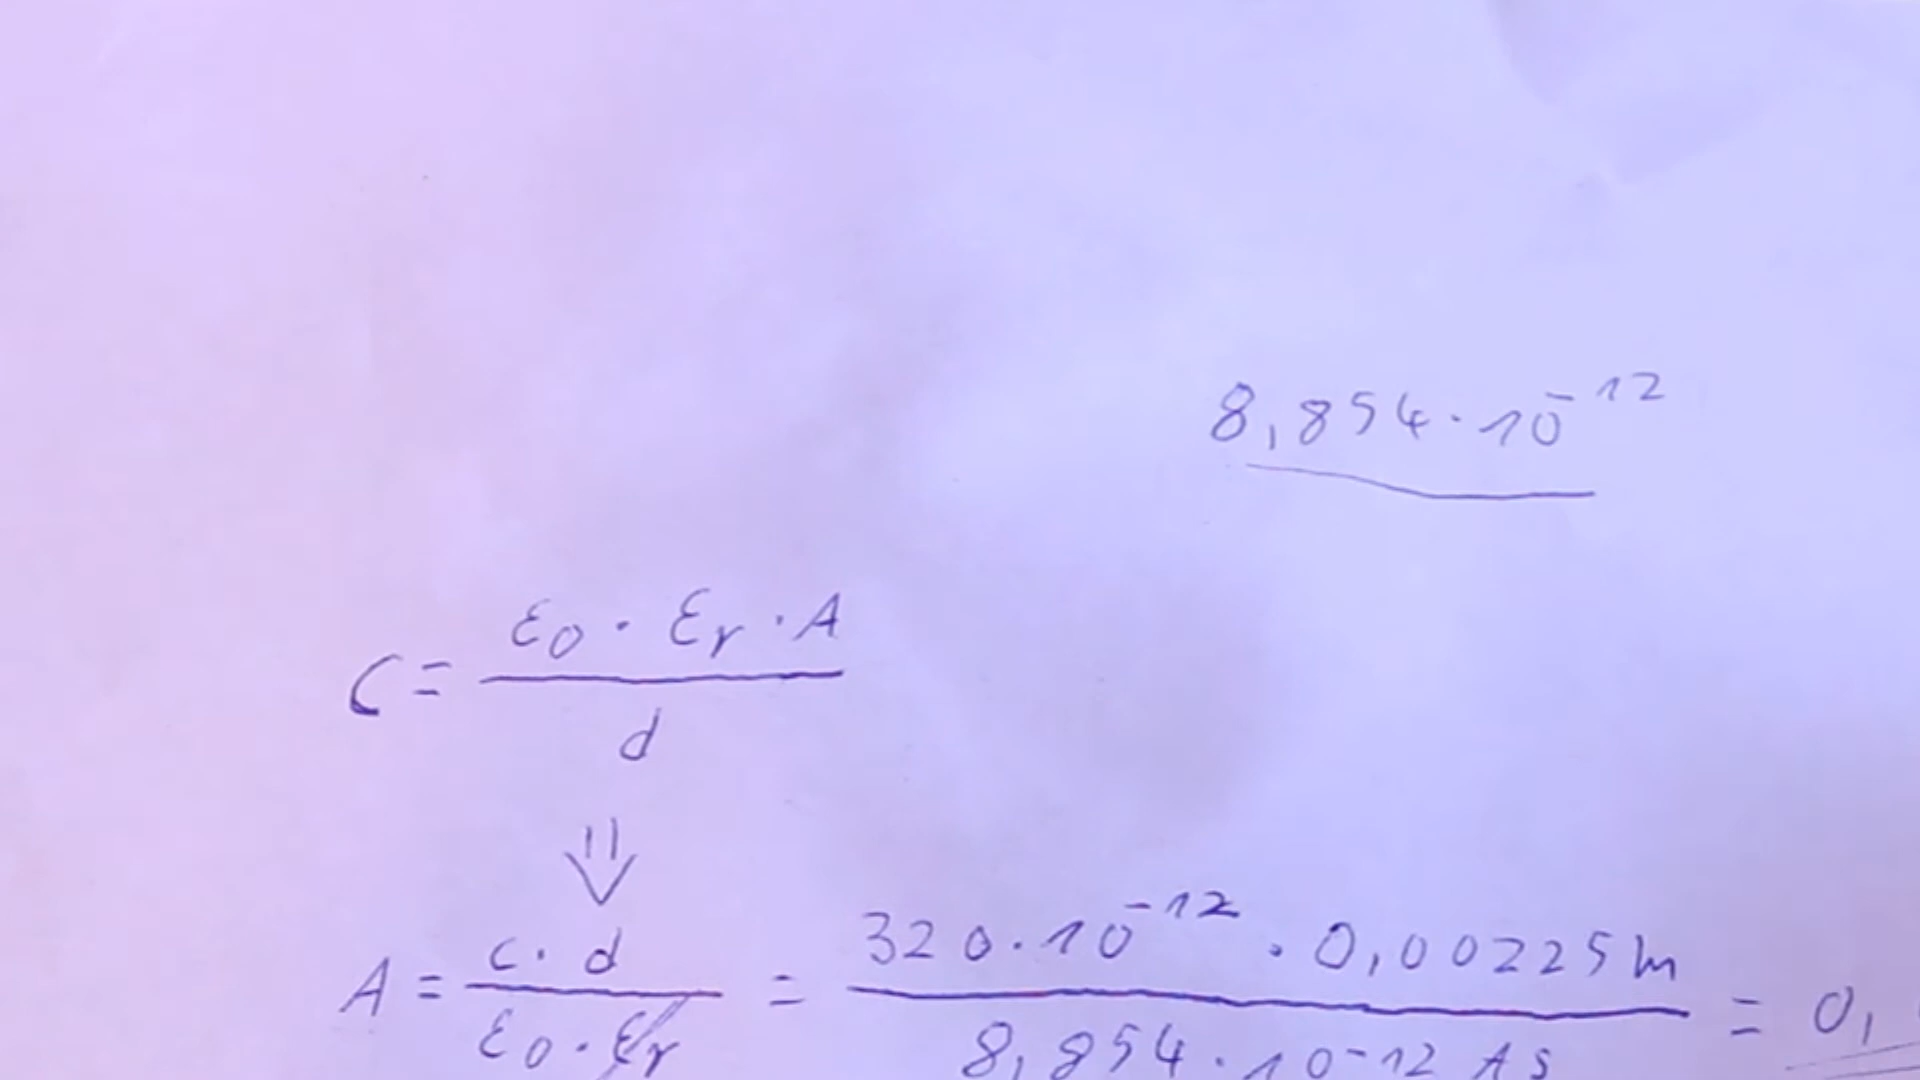 8,854·10⁻¹²
C = ε₀ · εᵣ · A / d
⇓
A = C · d / ε₀ · εᵣ = 320·10⁻¹² · 0,00225 m / 8,854·10⁻¹² As = 0,